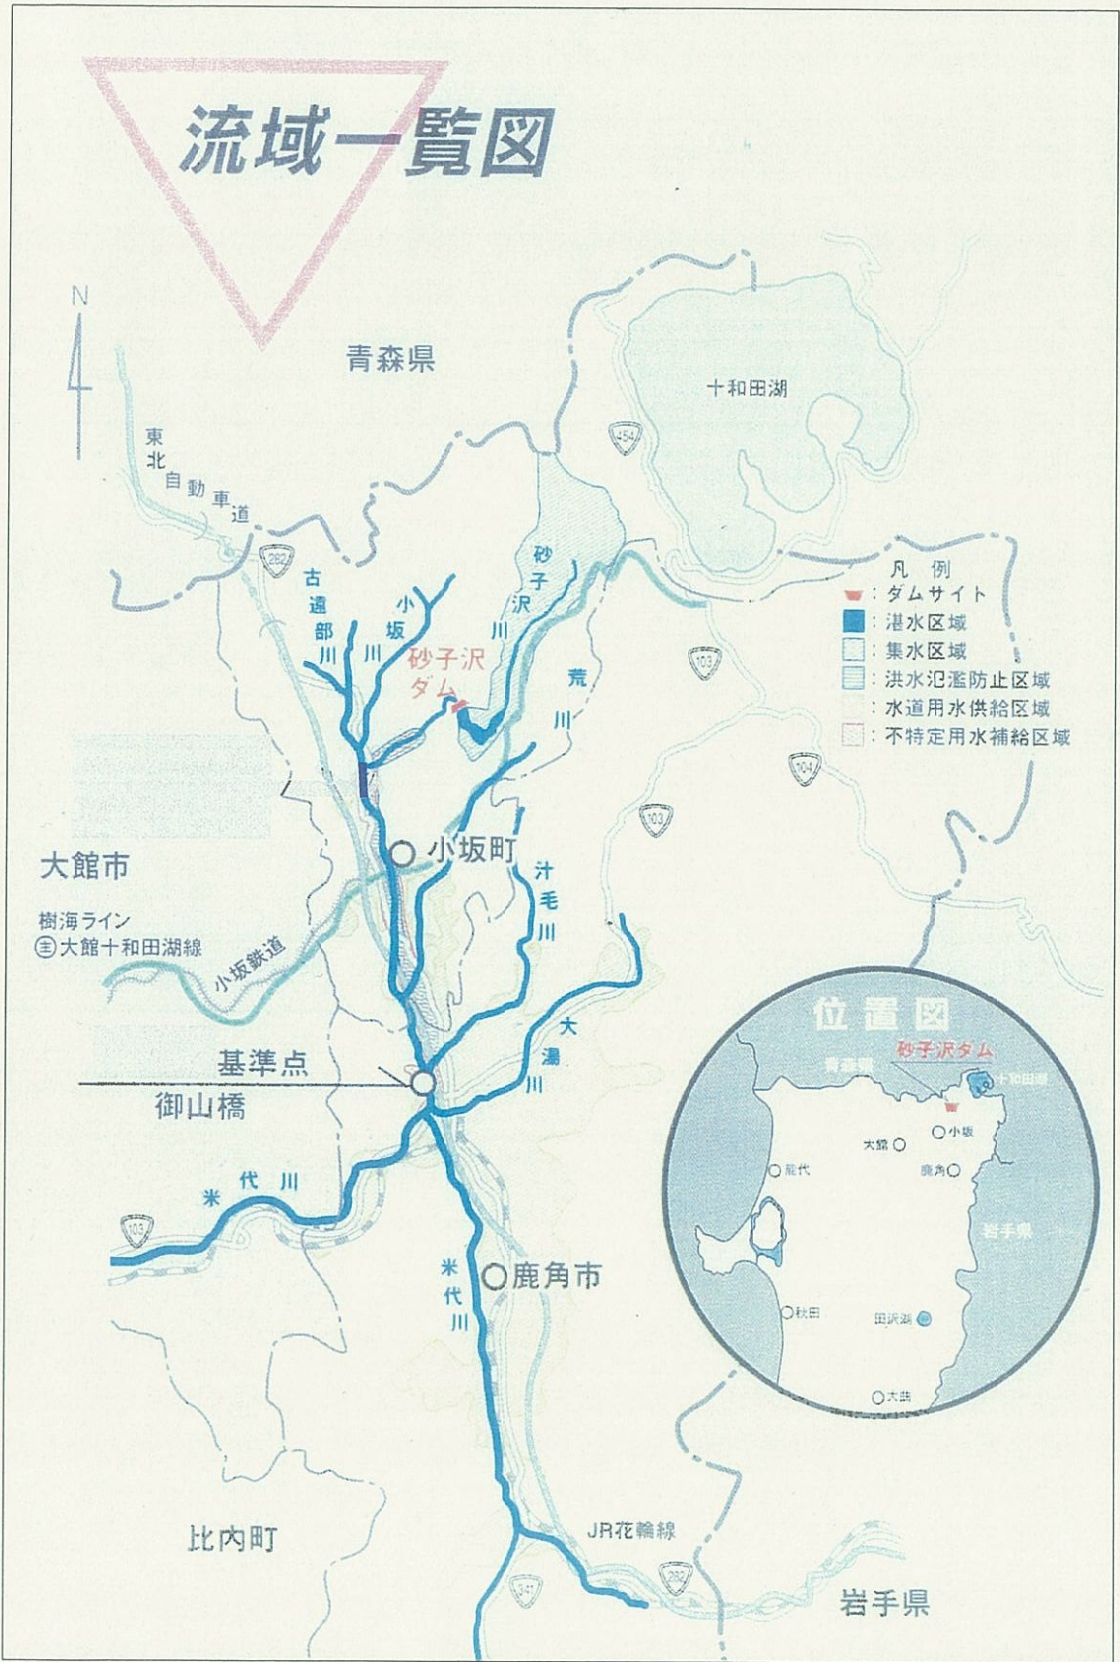 流域一覧図
N
青森県
十和田湖
454
東北自動車道
282
古遠部川
小坂川
砂子沢川
砂子沢
ダム
荒川
103
104
103
凡 例
：ダムサイト
：湛水区域
：集水区域
：洪水氾濫防止区域
：水道用水供給区域
：不特定用水補給区域
小坂町
大館市
樹海ライン
主大館十和田湖線
小坂鉄道
汁毛川
大湯川
基準点
御山橋
米代川
103
米代川
鹿角市
位置図
砂子沢ダム
青森県
十和田湖
小坂
大館
鹿角
能代
岩手県
秋田
田沢湖
大曲
比内町
JR花輪線
341
282
岩手県